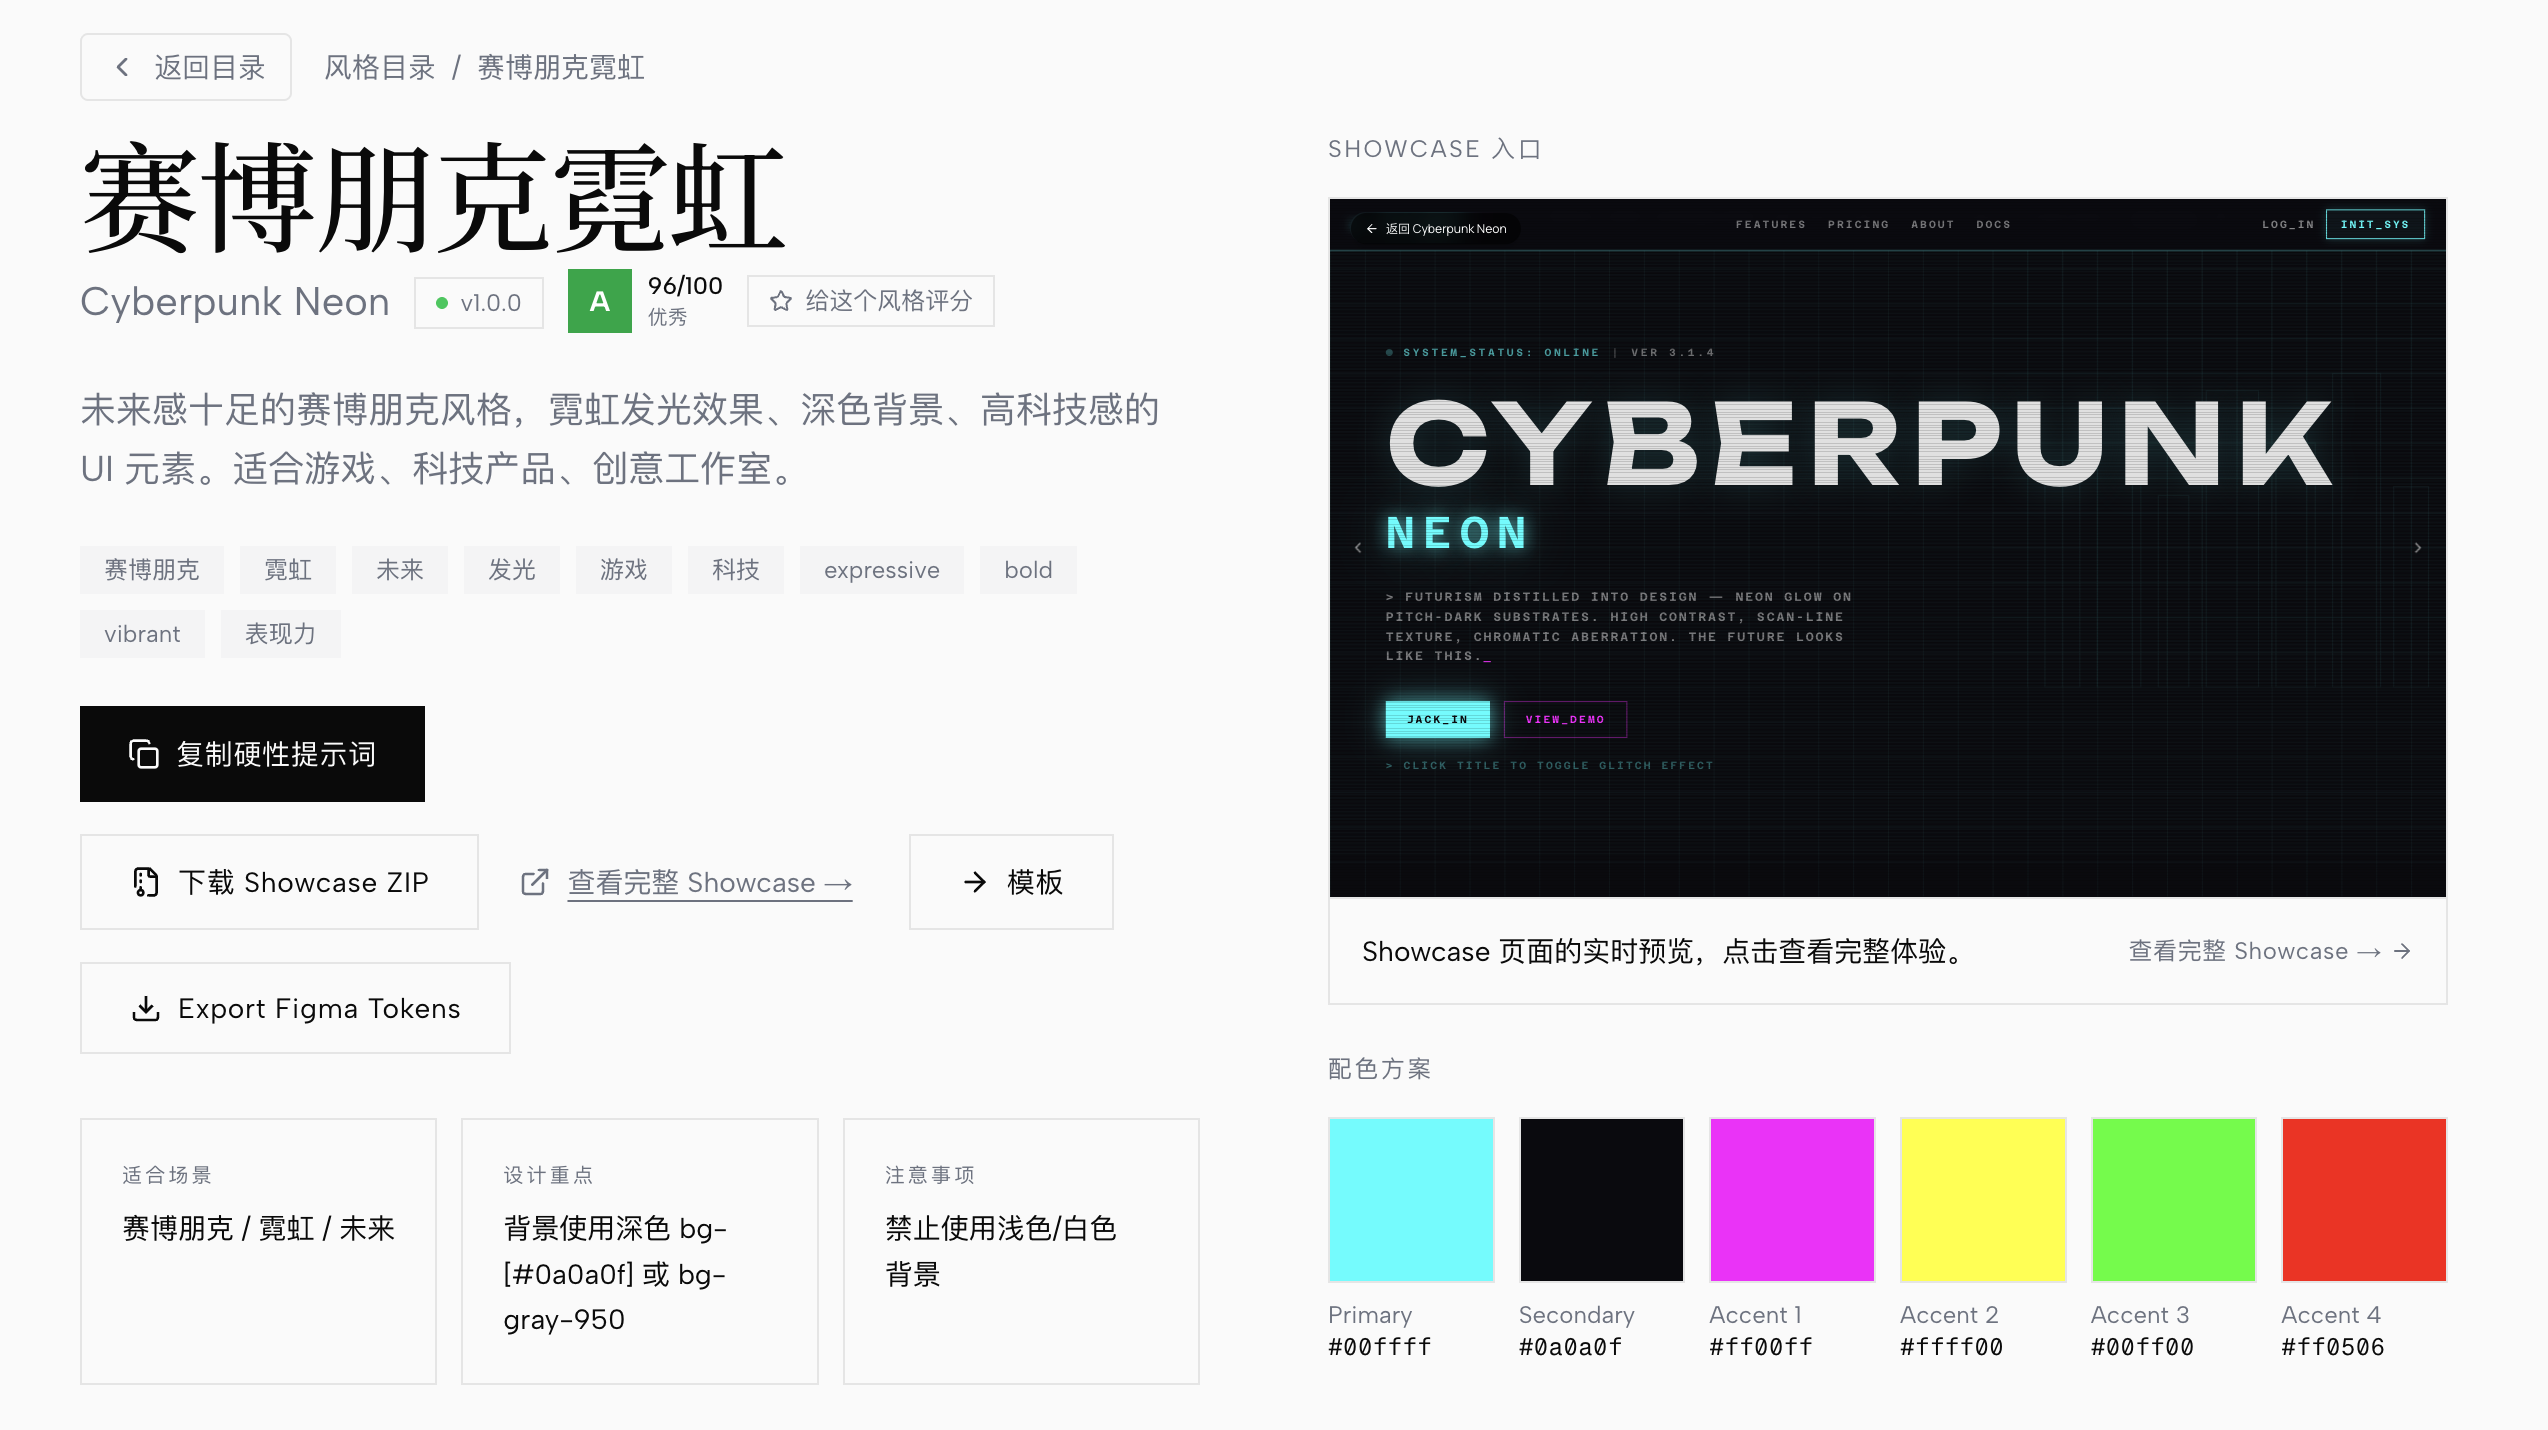 返回目录
风格目录 / 赛博朋克霓虹
赛博朋克霓虹
Cyberpunk Neon
v1.0.0
A
96/100
优秀
给这个风格评分
未来感十足的赛博朋克风格，霓虹发光效果、深色背景、高科技感的
UI 元素。适合游戏、科技产品、创意工作室。
赛博朋克
霓虹
未来
发光
游戏
科技
expressive
bold
vibrant
表现力
复制硬性提示词
下载 Showcase ZIP
查看完整 Showcase →
模板
Export Figma Tokens
适合场景
赛博朋克 / 霓虹 / 未来
设计重点
背景使用深色 bg-
[#0a0a0f] 或 bg-
gray-950
注意事项
禁止使用浅色/白色
背景
SHOWCASE 入口
← 返回 Cyberpunk Neon
FEATURES PRICING ABOUT DOCS
LOG_IN
INIT_SYS
SYSTEM_STATUS: ONLINE | VER 3.1.4
CYBERPUNK
NEON
> FUTURISM DISTILLED INTO DESIGN — NEON GLOW ON
PITCH-DARK SUBSTRATES. HIGH CONTRAST, SCAN-LINE
TEXTURE, CHROMATIC ABERRATION. THE FUTURE LOOKS
LIKE THIS._
JACK_IN
VIEW_DEMO
> CLICK TITLE TO TOGGLE GLITCH EFFECT
Showcase 页面的实时预览，点击查看完整体验。
查看完整 Showcase → →
配色方案
Primary
#00ffff
Secondary
#0a0a0f
Accent 1
#ff00ff
Accent 2
#ffff00
Accent 3
#00ff00
Accent 4
#ff0506